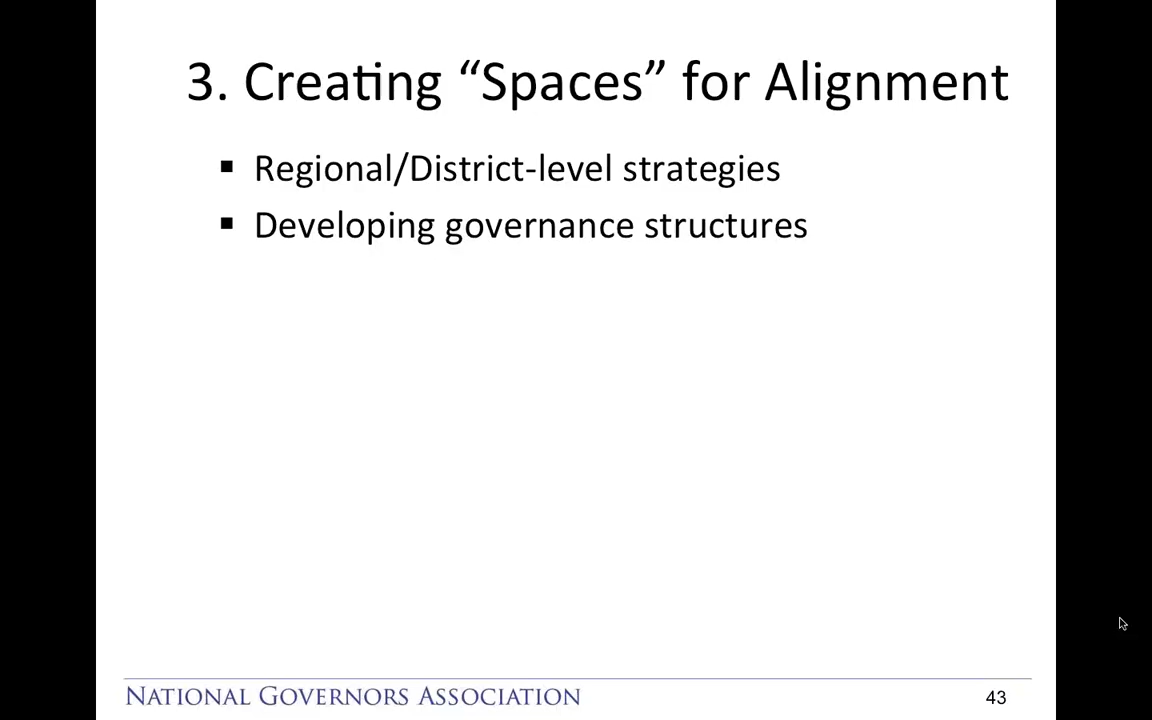 3. Creating “Spaces” for Alignment
▪ Regional/District-level strategies
▪ Developing governance structures
NATIONAL GOVERNORS ASSOCIATION
43